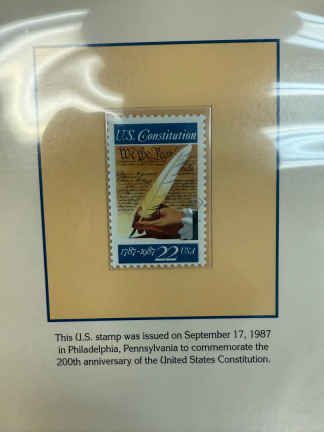 U.S. Constitution
We the People
1787-1987 22 USA
This U.S. stamp was issued on September 17, 1987
in Philadelphia, Pennsylvania to commemorate the
200th anniversary of the United States Constitution.